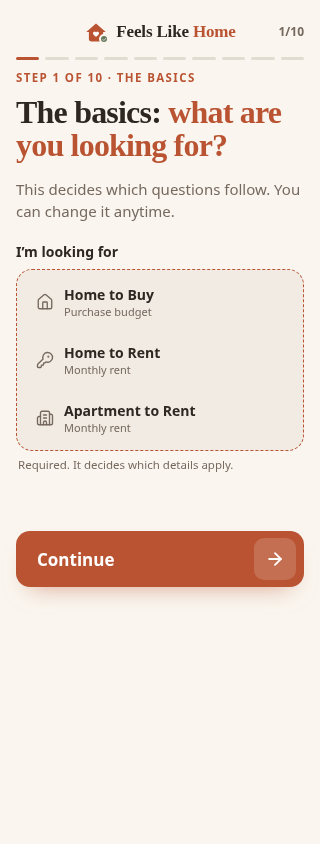 Feels Like Home
1/10
STEP 1 OF 10 · THE BASICS
The basics: what are
you looking for?
This decides which questions follow. You
can change it anytime.
I'm looking for
Home to Buy
Purchase budget
Home to Rent
Monthly rent
Apartment to Rent
Monthly rent
Required. It decides which details apply.
Continue